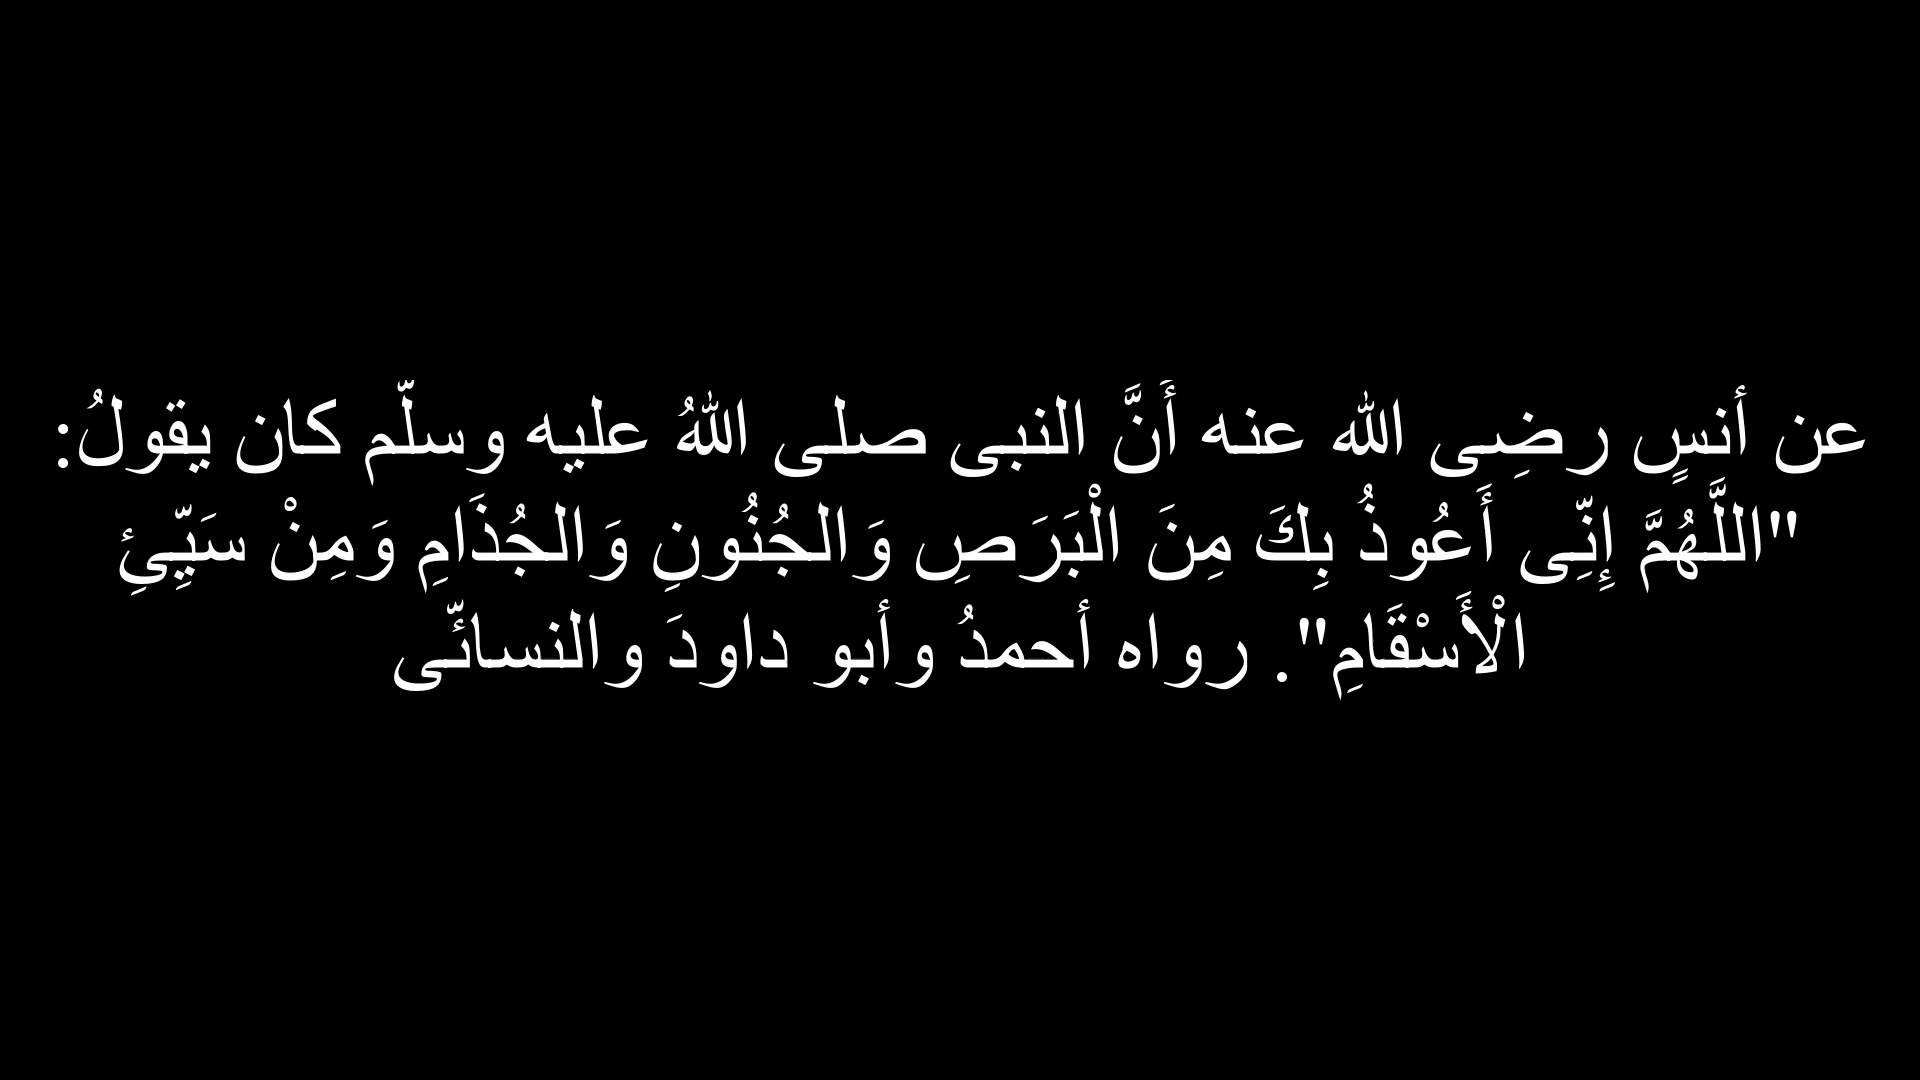 عن أنسٍ رضِى الله عنه أَنَّ النبى صلى اللهُ عليه وسلّم كان يقولُ:
"اللَّهُمَّ إِنِّى أَعُوذُ بِكَ مِنَ الْبَرَصِ وَالجُنُونِ وَالجُذَامِ وَمِنْ سَيِّئِ
الْأَسْقَامِ". رواه أحمدُ وأبو داودَ والنسائّى